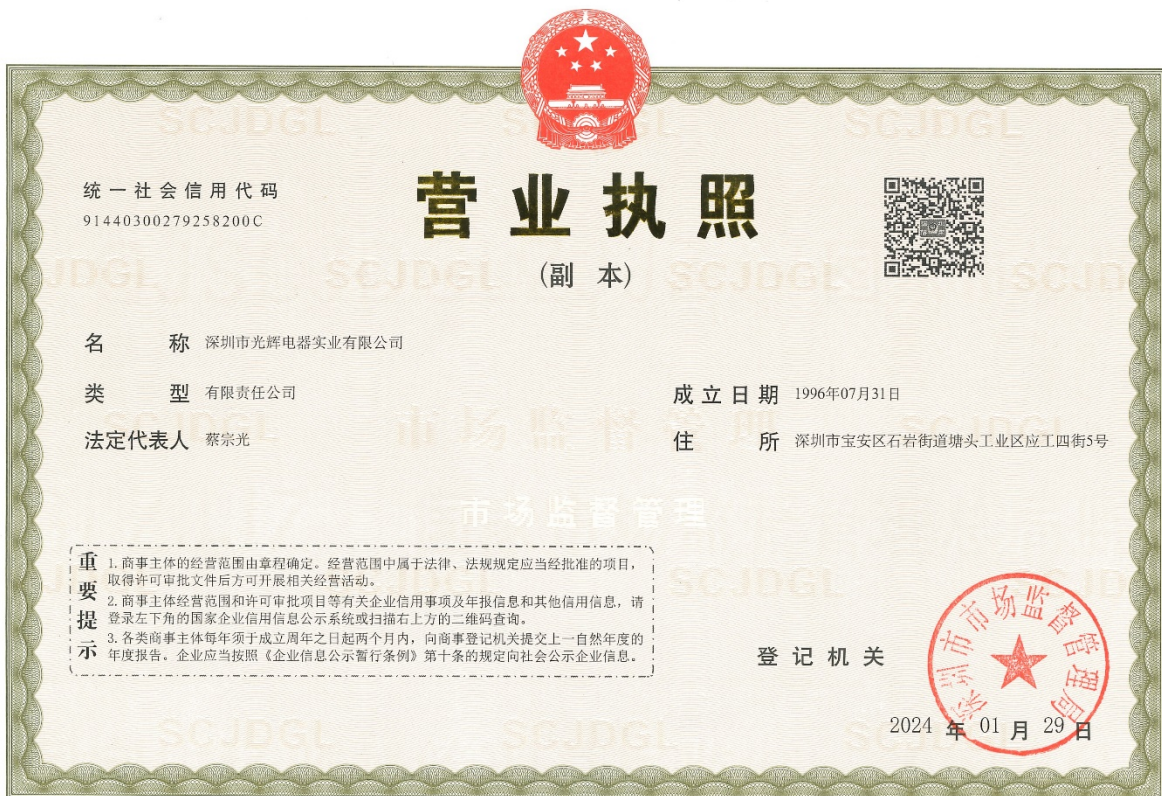 统一社会信用代码
91440300279258200C
营业执照
(副 本)
名 称 深圳市光辉电器实业有限公司
类 型 有限责任公司
成立日期 1996年07月31日
法定代表人 蔡宗光
住 所 深圳市宝安区石岩街道塘头工业区应工四街5号
市场监督管理
市场监督管理
重要提示
1. 商事主体的经营范围由章程确定。经营范围中属于法律、法规规定应当经批准的项目，
取得许可审批文件后方可开展相关经营活动。
2. 商事主体经营范围和许可审批项目等有关企业信用事项及年报信息和其他信用信息，请
登录左下角的国家企业信用信息公示系统或扫描右上方的二维码查询。
3. 各类商事主体每年须于成立周年之日起两个月内，向商事登记机关提交上一自然年度的
年度报告。企业应当按照《企业信息公示暂行条例》第十条的规定向社会公示企业信息。
登记机关
深圳市市场监督管理局
2024 年 01 月 29 日
SCJDGL